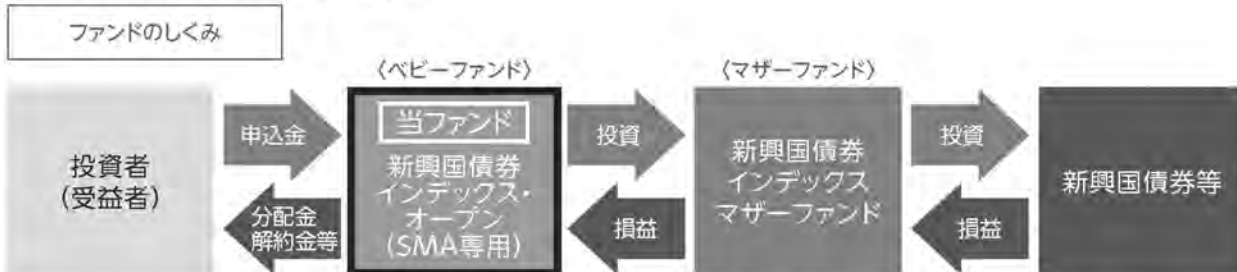 ファンドのしくみ
〈ベビーファンド〉
〈マザーファンド〉
投資者
(受益者)
申込金
分配金
解約金等
当ファンド
新興国債券
インデックス・
オープン
(SMA専用)
投資
損益
新興国債券
インデックス
マザーファンド
投資
損益
新興国債券等